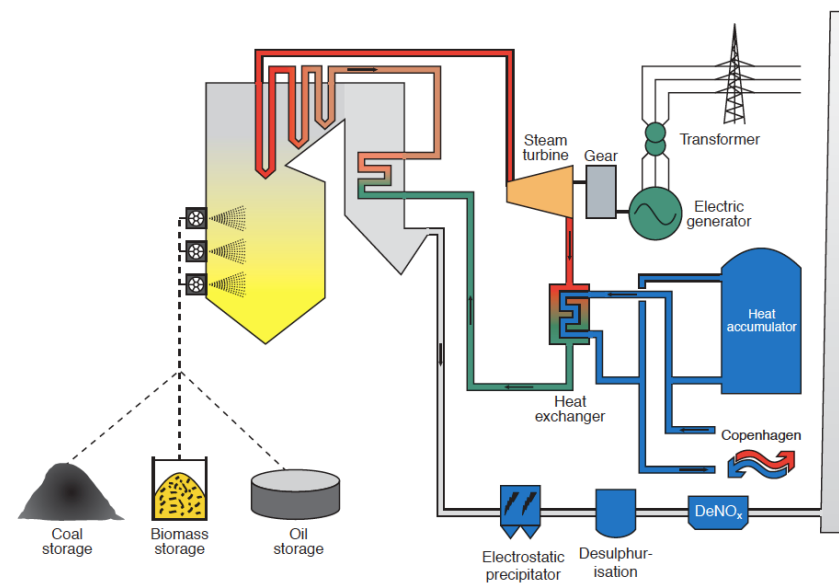 Transformer
Steam
turbine
Gear
Electric
generator
Heat
accumulator
Heat
exchanger
Copenhagen
Coal
storage
Biomass
storage
Oil
storage
Electrostatic
precipitator
Desulphur-
isation
DeNOx